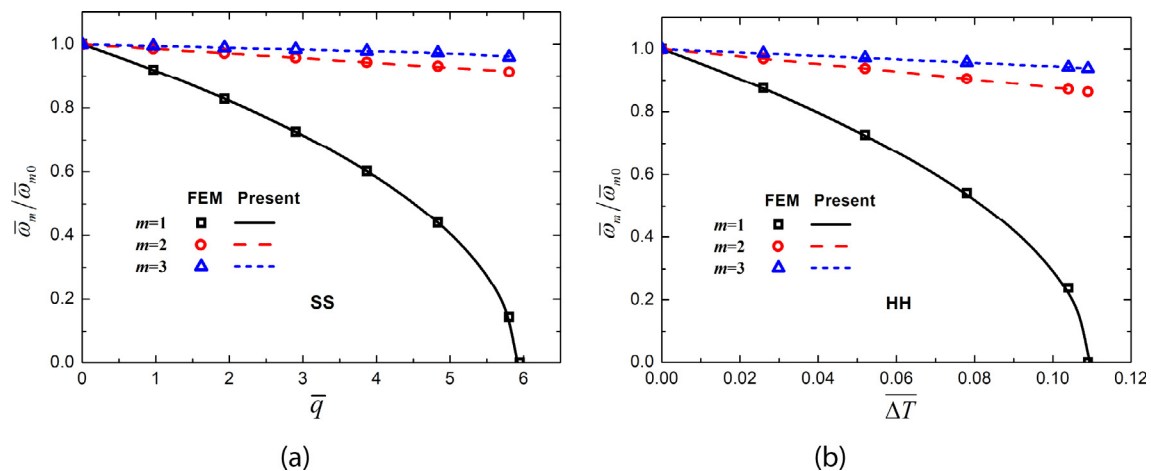 1.0
0.8
0.6
0.4
0.2
0.0
ω̄m/ω̄m0
FEM Present
m=1
m=2
m=3
SS
0 1 2 3 4 5 6
q̄
(a)
1.0
0.8
0.6
0.4
0.2
0.0
ω̄m/ω̄m0
FEM Present
m=1
m=2
m=3
HH
0.00 0.02 0.04 0.06 0.08 0.10 0.12
Δ̅T̅
(b)